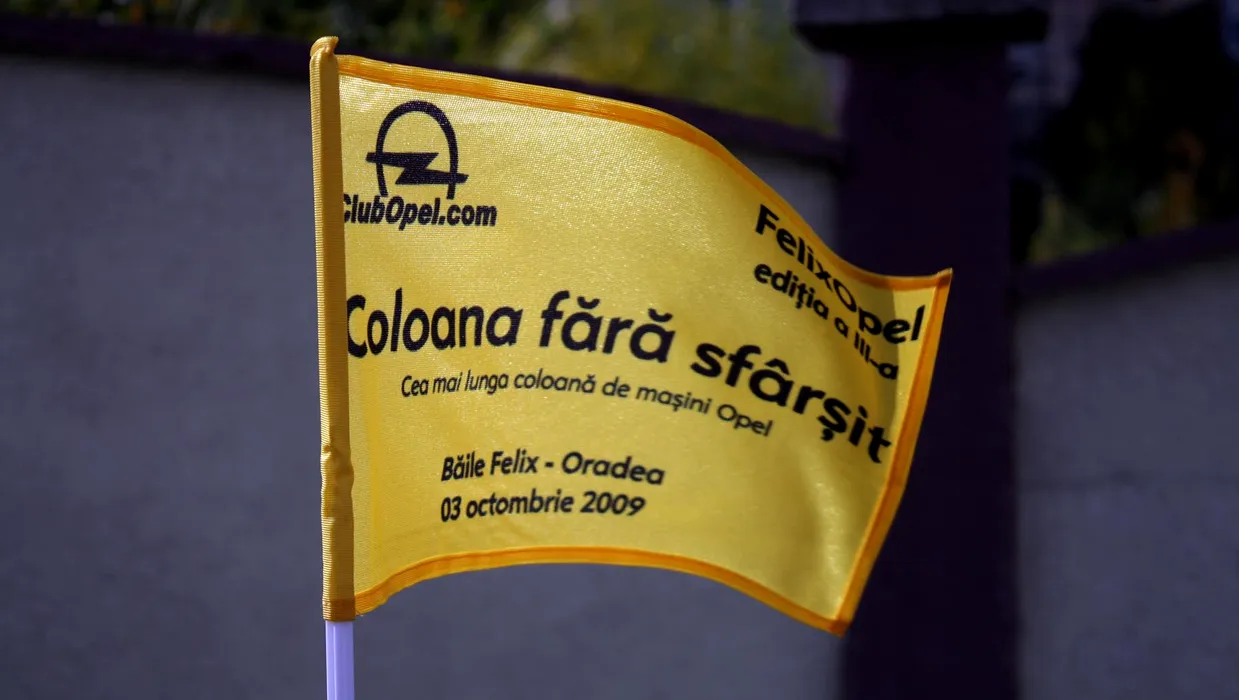 ClubOpel.com
FelixOpel
ediția a III-a
Coloana fără sfârșit
Cea mai lunga coloană de mașini Opel
Băile Felix - Oradea
03 octombrie 2009